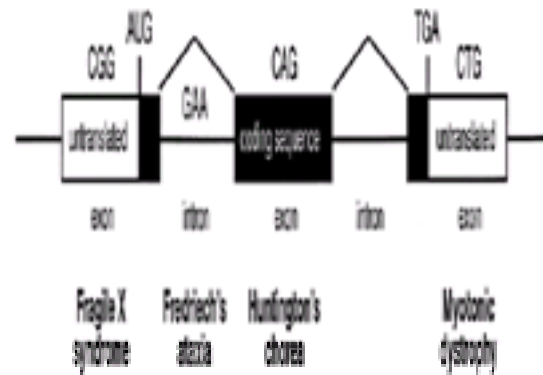 AUG TGA
CGG CAG CTG
GAA
untranslated coding sequence untranslated
exon intron exon intron exon
Fragile X Fredriech's Huntington's Myotonic
syndrome ataxia chorea dystrophy